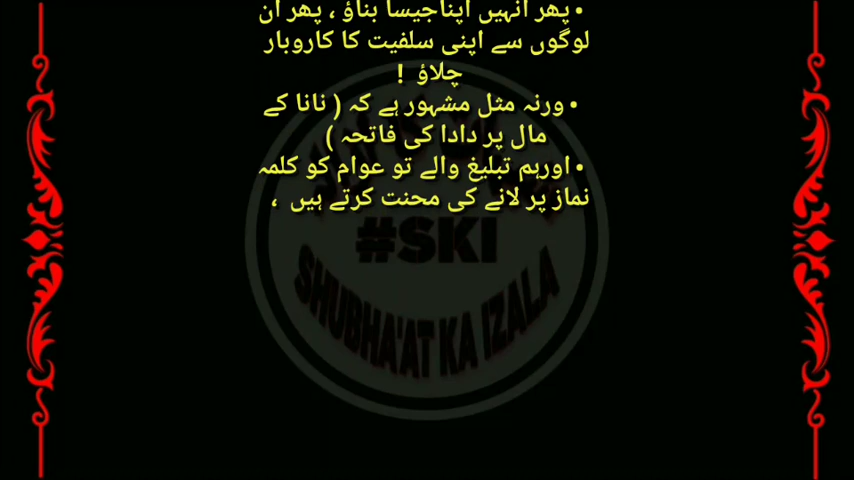 • پھر انہیں اپناجیسا بناؤ ، پھر ان
لوگوں سے اپنی سلفیت کا کاروبار
چلاؤ !
• ورنہ مثل مشہور ہے کہ ( نانا کے
مال پر دادا کی فاتحہ )
• اورہم تبلیغ والے تو عوام کو کلمہ
نماز پر لانے کی محنت کرتے ہیں ،
#SKI
SHUBHA'AT KA IZALA